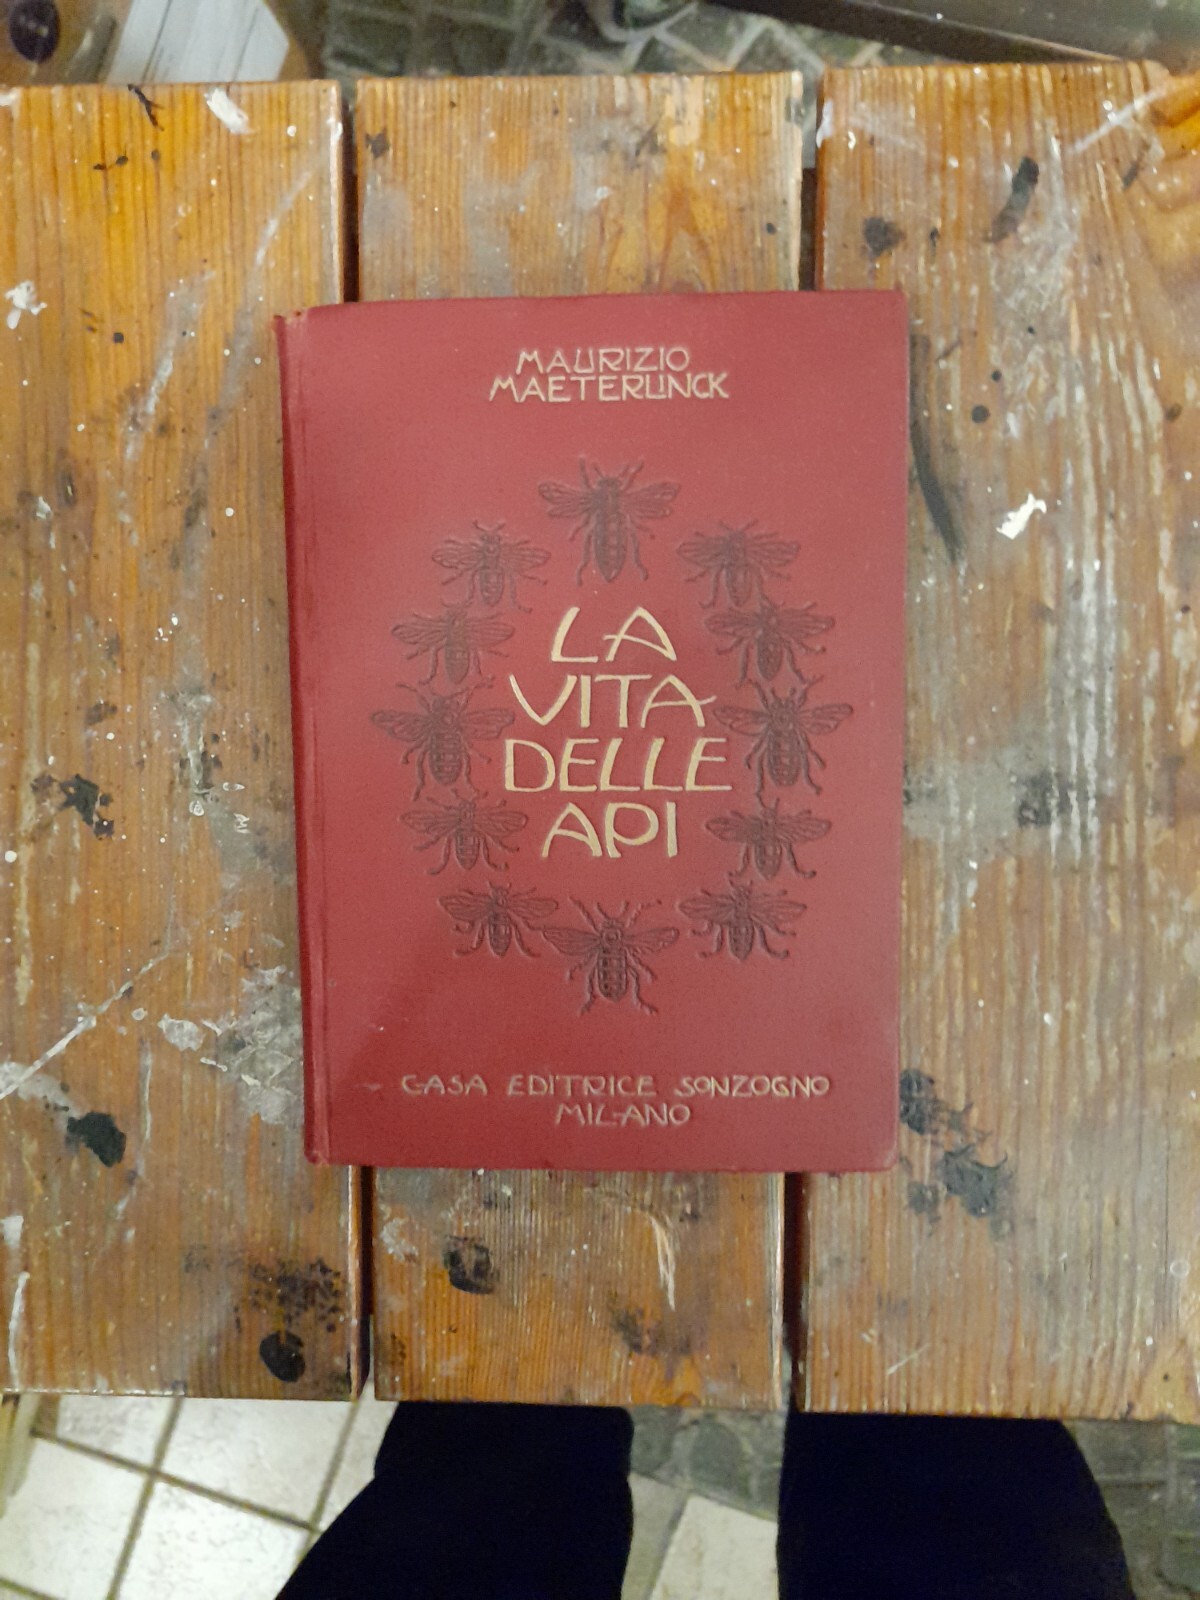 MAURIZIO
MAETERLINCK
LA
VITA
DELLE
API
CASA EDITRICE SONZOGNO
MILANO